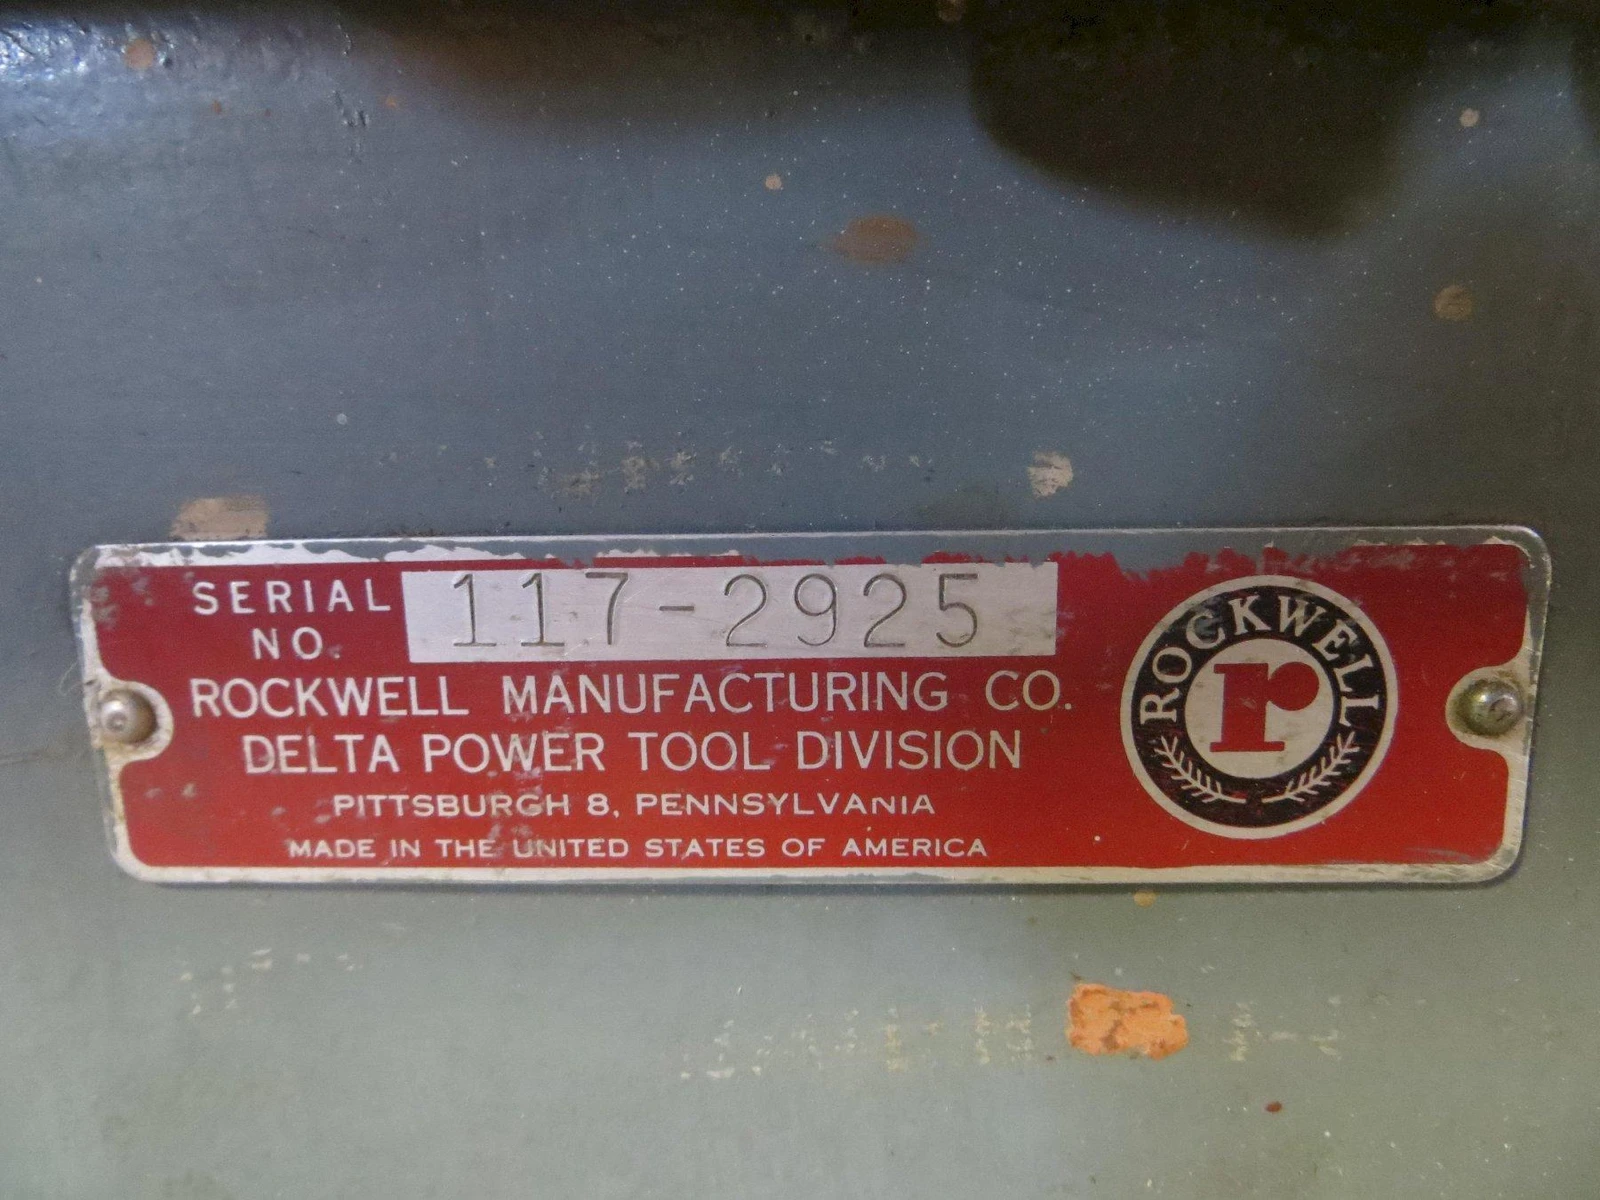 SERIAL
NO.
117-2925
ROCKWELL MANUFACTURING CO.
DELTA POWER TOOL DIVISION
PITTSBURGH 8, PENNSYLVANIA
MADE IN THE UNITED STATES OF AMERICA
ROCKWELL
r